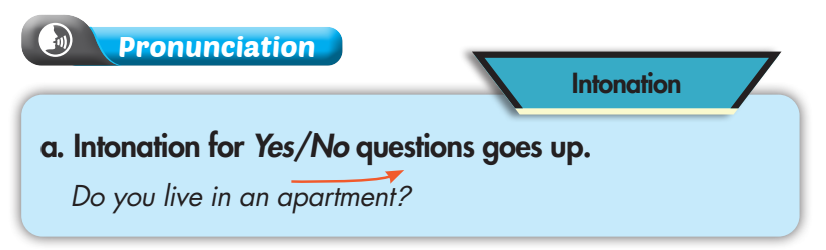 Pronunciation
Intonation
a. Intonation for Yes/No questions goes up.
Do you live in an apartment?